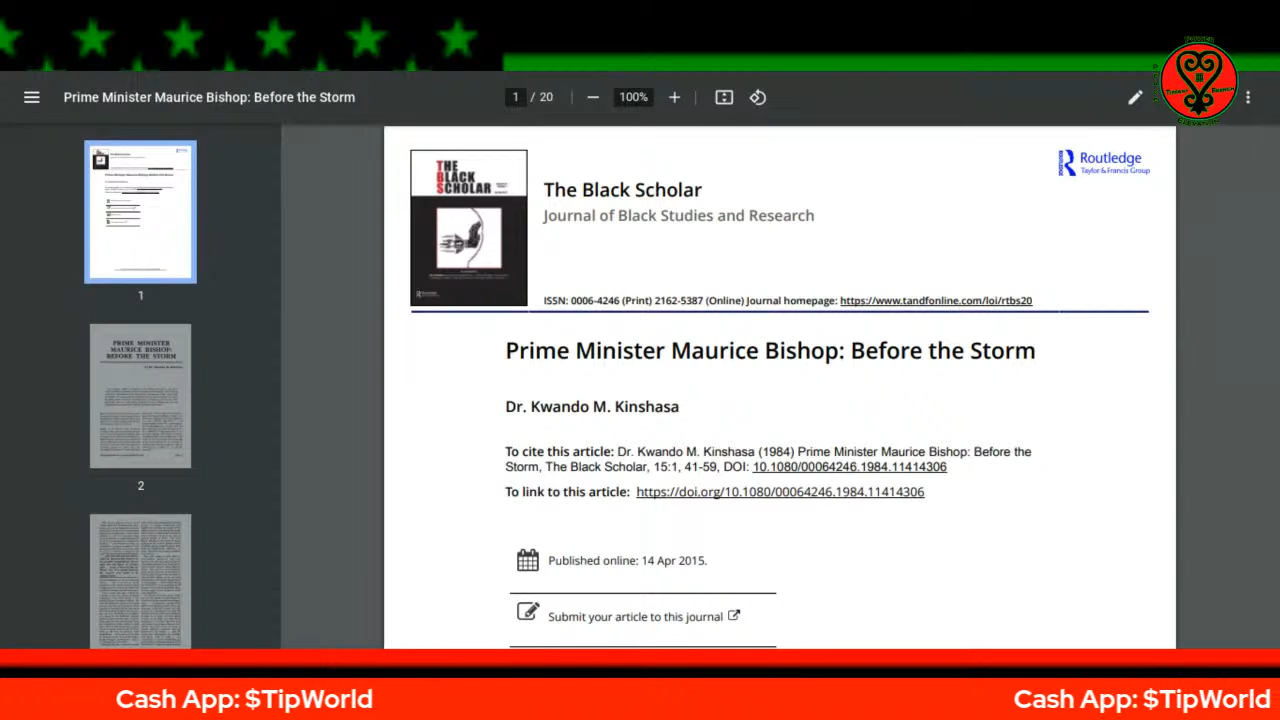 Prime Minister Maurice Bishop: Before the Storm
1 / 20
100%
POWER
ELEVATION
1
PRIME MINISTER
MAURICE BISHOP:
BEFORE THE STORM
2
THE
BLACK
SCHOLAR
Routledge
Taylor & Francis Group
The Black Scholar
Journal of Black Studies and Research
ISSN: 0006-4246 (Print) 2162-5387 (Online) Journal homepage: https://www.tandfonline.com/loi/rtbs20
Prime Minister Maurice Bishop: Before the Storm
Dr. Kwando M. Kinshasa
To cite this article: Dr. Kwando M. Kinshasa (1984) Prime Minister Maurice Bishop: Before the
Storm, The Black Scholar, 15:1, 41-59, DOI: 10.1080/00064246.1984.11414306
To link to this article: https://doi.org/10.1080/00064246.1984.11414306
Published online: 14 Apr 2015.
Submit your article to this journal
Cash App: $TipWorld
Cash App: $TipWorld